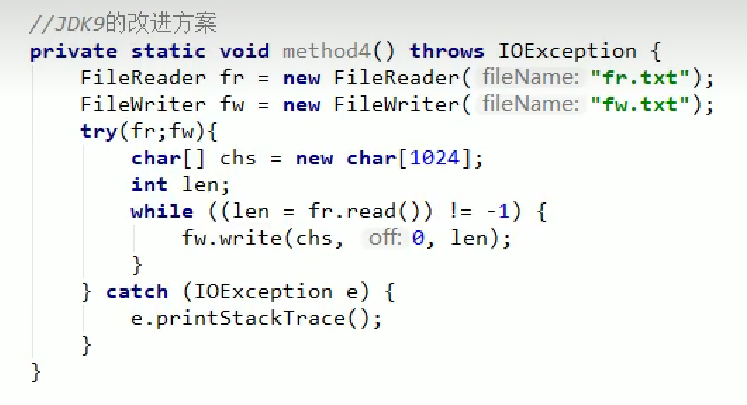 //JDK9的改进方案
private static void method4() throws IOException {
    FileReader fr = new FileReader( fileName: "fr.txt");
    FileWriter fw = new FileWriter( fileName: "fw.txt");
    try(fr;fw){
        char[] chs = new char[1024];
        int len;
        while ((len = fr.read()) != -1) {
            fw.write(chs, off: 0, len);
        }
    } catch (IOException e) {
        e.printStackTrace();
    }
}